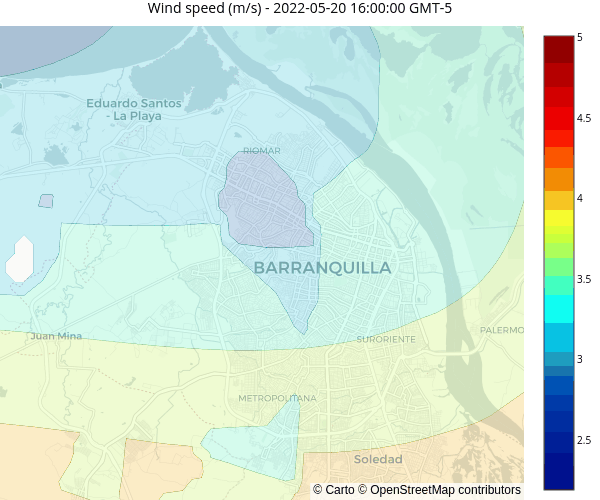 Wind speed (m/s) - 2022-05-20 16:00:00 GMT-5
5
4.5
4
3.5
3
2.5
Eduardo Santos
- La Playa
RIOMAR
BARRANQUILLA
Juan Mina
SURORIENTE
PALERMO
METROPOLITANA
Soledad
© Carto © OpenStreetMap contributors